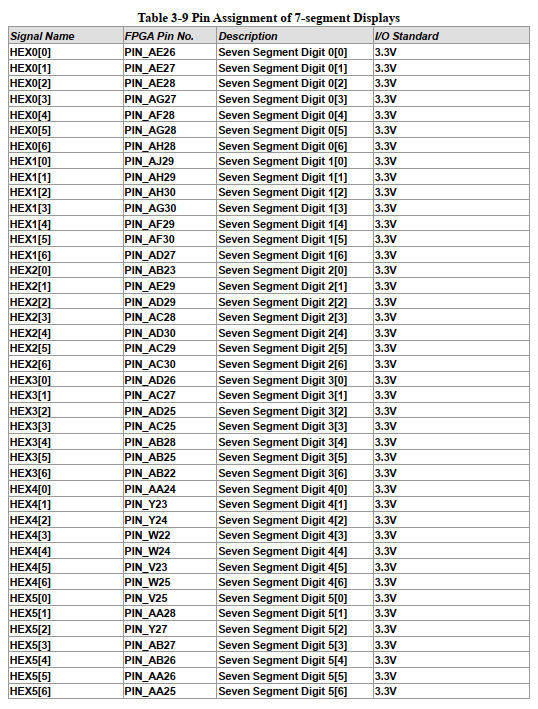 Table 3-9 Pin Assignment of 7-segment Displays
Signal Name FPGA Pin No. Description I/O Standard
HEX0[0] PIN_AE26 Seven Segment Digit 0[0] 3.3V
HEX0[1] PIN_AE27 Seven Segment Digit 0[1] 3.3V
HEX0[2] PIN_AE28 Seven Segment Digit 0[2] 3.3V
HEX0[3] PIN_AG27 Seven Segment Digit 0[3] 3.3V
HEX0[4] PIN_AF28 Seven Segment Digit 0[4] 3.3V
HEX0[5] PIN_AG28 Seven Segment Digit 0[5] 3.3V
HEX0[6] PIN_AH28 Seven Segment Digit 0[6] 3.3V
HEX1[0] PIN_AJ29 Seven Segment Digit 1[0] 3.3V
HEX1[1] PIN_AH29 Seven Segment Digit 1[1] 3.3V
HEX1[2] PIN_AH30 Seven Segment Digit 1[2] 3.3V
HEX1[3] PIN_AG30 Seven Segment Digit 1[3] 3.3V
HEX1[4] PIN_AF29 Seven Segment Digit 1[4] 3.3V
HEX1[5] PIN_AF30 Seven Segment Digit 1[5] 3.3V
HEX1[6] PIN_AD27 Seven Segment Digit 1[6] 3.3V
HEX2[0] PIN_AB23 Seven Segment Digit 2[0] 3.3V
HEX2[1] PIN_AE29 Seven Segment Digit 2[1] 3.3V
HEX2[2] PIN_AD29 Seven Segment Digit 2[2] 3.3V
HEX2[3] PIN_AC28 Seven Segment Digit 2[3] 3.3V
HEX2[4] PIN_AD30 Seven Segment Digit 2[4] 3.3V
HEX2[5] PIN_AC29 Seven Segment Digit 2[5] 3.3V
HEX2[6] PIN_AC30 Seven Segment Digit 2[6] 3.3V
HEX3[0] PIN_AD26 Seven Segment Digit 3[0] 3.3V
HEX3[1] PIN_AC27 Seven Segment Digit 3[1] 3.3V
HEX3[2] PIN_AD25 Seven Segment Digit 3[2] 3.3V
HEX3[3] PIN_AC25 Seven Segment Digit 3[3] 3.3V
HEX3[4] PIN_AB28 Seven Segment Digit 3[4] 3.3V
HEX3[5] PIN_AB25 Seven Segment Digit 3[5] 3.3V
HEX3[6] PIN_AB22 Seven Segment Digit 3[6] 3.3V
HEX4[0] PIN_AA24 Seven Segment Digit 4[0] 3.3V
HEX4[1] PIN_Y23 Seven Segment Digit 4[1] 3.3V
HEX4[2] PIN_Y24 Seven Segment Digit 4[2] 3.3V
HEX4[3] PIN_W22 Seven Segment Digit 4[3] 3.3V
HEX4[4] PIN_W24 Seven Segment Digit 4[4] 3.3V
HEX4[5] PIN_V23 Seven Segment Digit 4[5] 3.3V
HEX4[6] PIN_W25 Seven Segment Digit 4[6] 3.3V
HEX5[0] PIN_V25 Seven Segment Digit 5[0] 3.3V
HEX5[1] PIN_AA28 Seven Segment Digit 5[1] 3.3V
HEX5[2] PIN_Y27 Seven Segment Digit 5[2] 3.3V
HEX5[3] PIN_AB27 Seven Segment Digit 5[3] 3.3V
HEX5[4] PIN_AB26 Seven Segment Digit 5[4] 3.3V
HEX5[5] PIN_AA26 Seven Segment Digit 5[5] 3.3V
HEX5[6] PIN_AA25 Seven Segment Digit 5[6] 3.3V